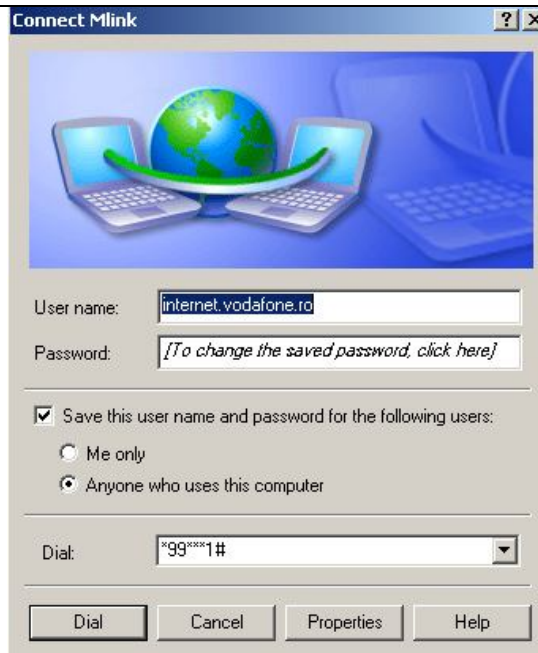 Connect Mlink
User name: internet.vodafone.ro
Password: [To change the saved password, click here]
Save this user name and password for the following users:
Me only
Anyone who uses this computer
Dial: *99***1#
Dial Cancel Properties Help